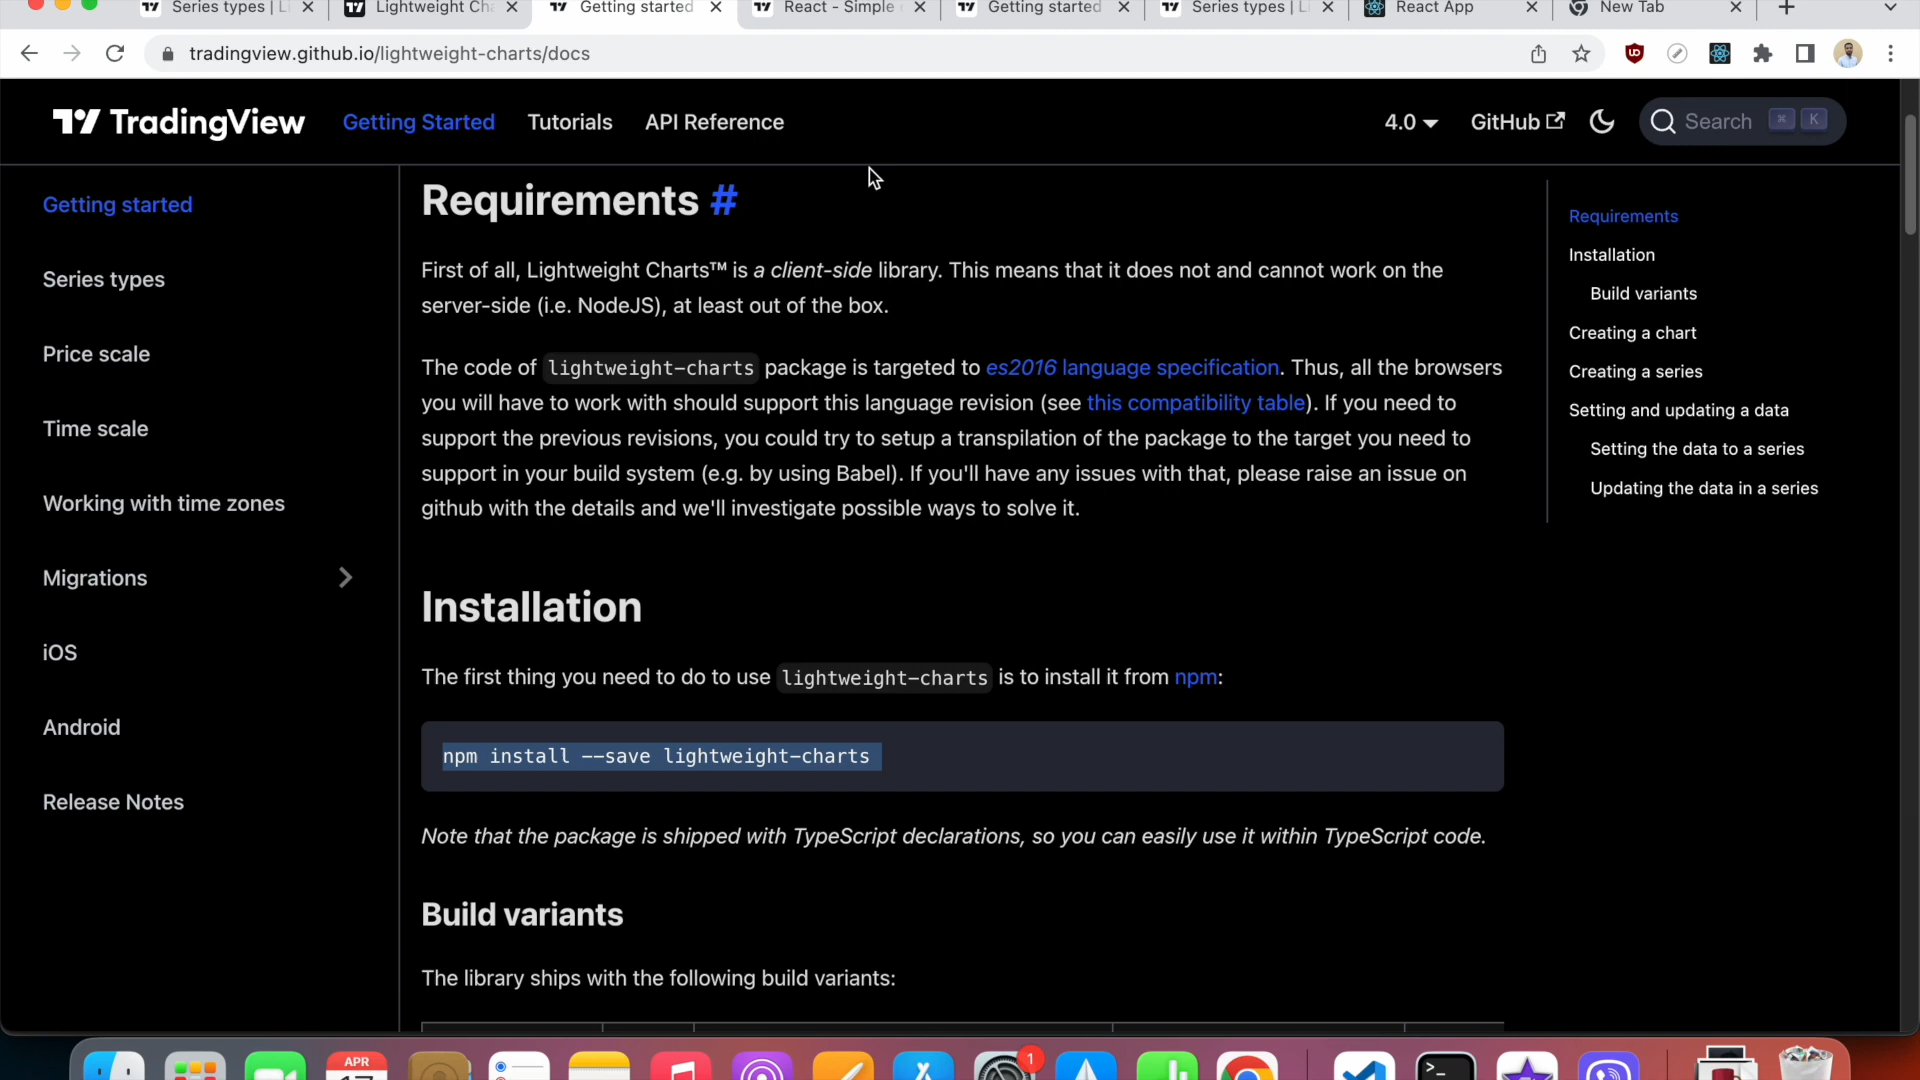 Series types | Li
Lightweight Cha
Getting started
React - Simple e
Getting started
Series types | Li
React App
New Tab
tradingview.github.io/lightweight-charts/docs
TradingView
Getting Started
Tutorials
API Reference
4.0
GitHub
Search
⌘ K
Getting started
Series types
Price scale
Time scale
Working with time zones
Migrations
iOS
Android
Release Notes
Requirements #
First of all, Lightweight Charts™ is a client-side library. This means that it does not and cannot work on the
server-side (i.e. NodeJS), at least out of the box.
The code of lightweight-charts package is targeted to es2016 language specification. Thus, all the browsers
you will have to work with should support this language revision (see this compatibility table). If you need to
support the previous revisions, you could try to setup a transpilation of the package to the target you need to
support in your build system (e.g. by using Babel). If you'll have any issues with that, please raise an issue on
github with the details and we'll investigate possible ways to solve it.
Installation
The first thing you need to do to use lightweight-charts is to install it from npm:
npm install --save lightweight-charts
Note that the package is shipped with TypeScript declarations, so you can easily use it within TypeScript code.
Build variants
The library ships with the following build variants:
Requirements
Installation
Build variants
Creating a chart
Creating a series
Setting and updating a data
Setting the data to a series
Updating the data in a series
APR
1